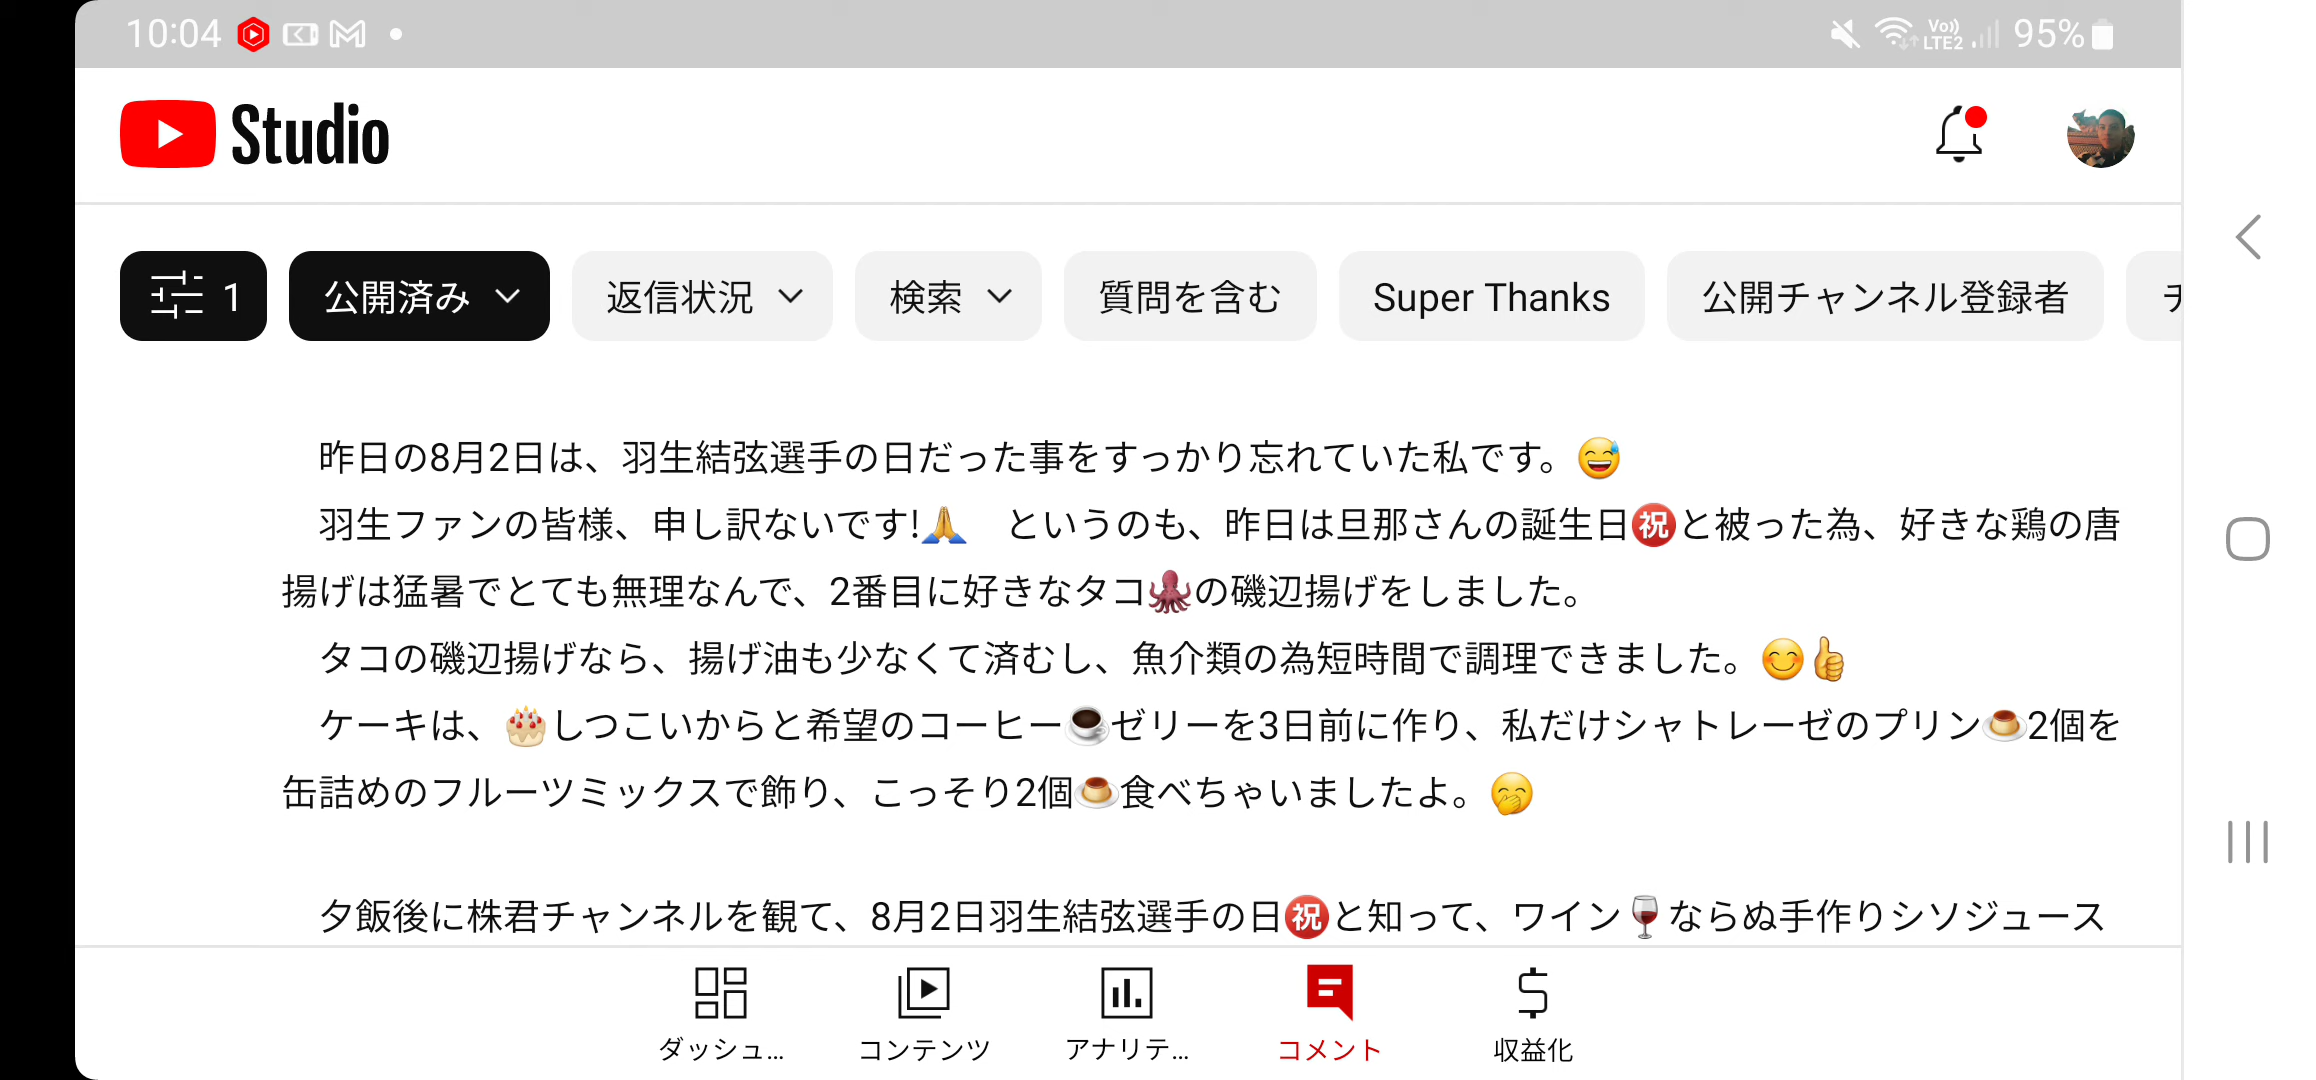 10:04
Vo)) LTE2 95%
Studio
1 公開済み 返信状況 検索 質問を含む Super Thanks 公開チャンネル登録者
昨日の8月2日は、羽生結弦選手の日だった事をすっかり忘れていた私です。😅
羽生ファンの皆様、申し訳ないです!🙏 というのも、昨日は旦那さんの誕生日㊗️と被った為、好きな鶏の唐
揚げは猛暑でとても無理なんで、2番目に好きなタコ🐙の磯辺揚げをしました。
タコの磯辺揚げなら、揚げ油も少なくて済むし、魚介類の為短時間で調理できました。😊👍
ケーキは、🎂しつこいからと希望のコーヒー☕ゼリーを3日前に作り、私だけシャトレーゼのプリン🍮2個を
缶詰めのフルーツミックスで飾り、こっそり2個🍮食べちゃいましたよ。🤭
夕飯後に株君チャンネルを観て、8月2日羽生結弦選手の日㊗️と知って、ワイン🍷ならぬ手作りシソジュース
ダッシュ... コンテンツ アナリテ... コメント 収益化